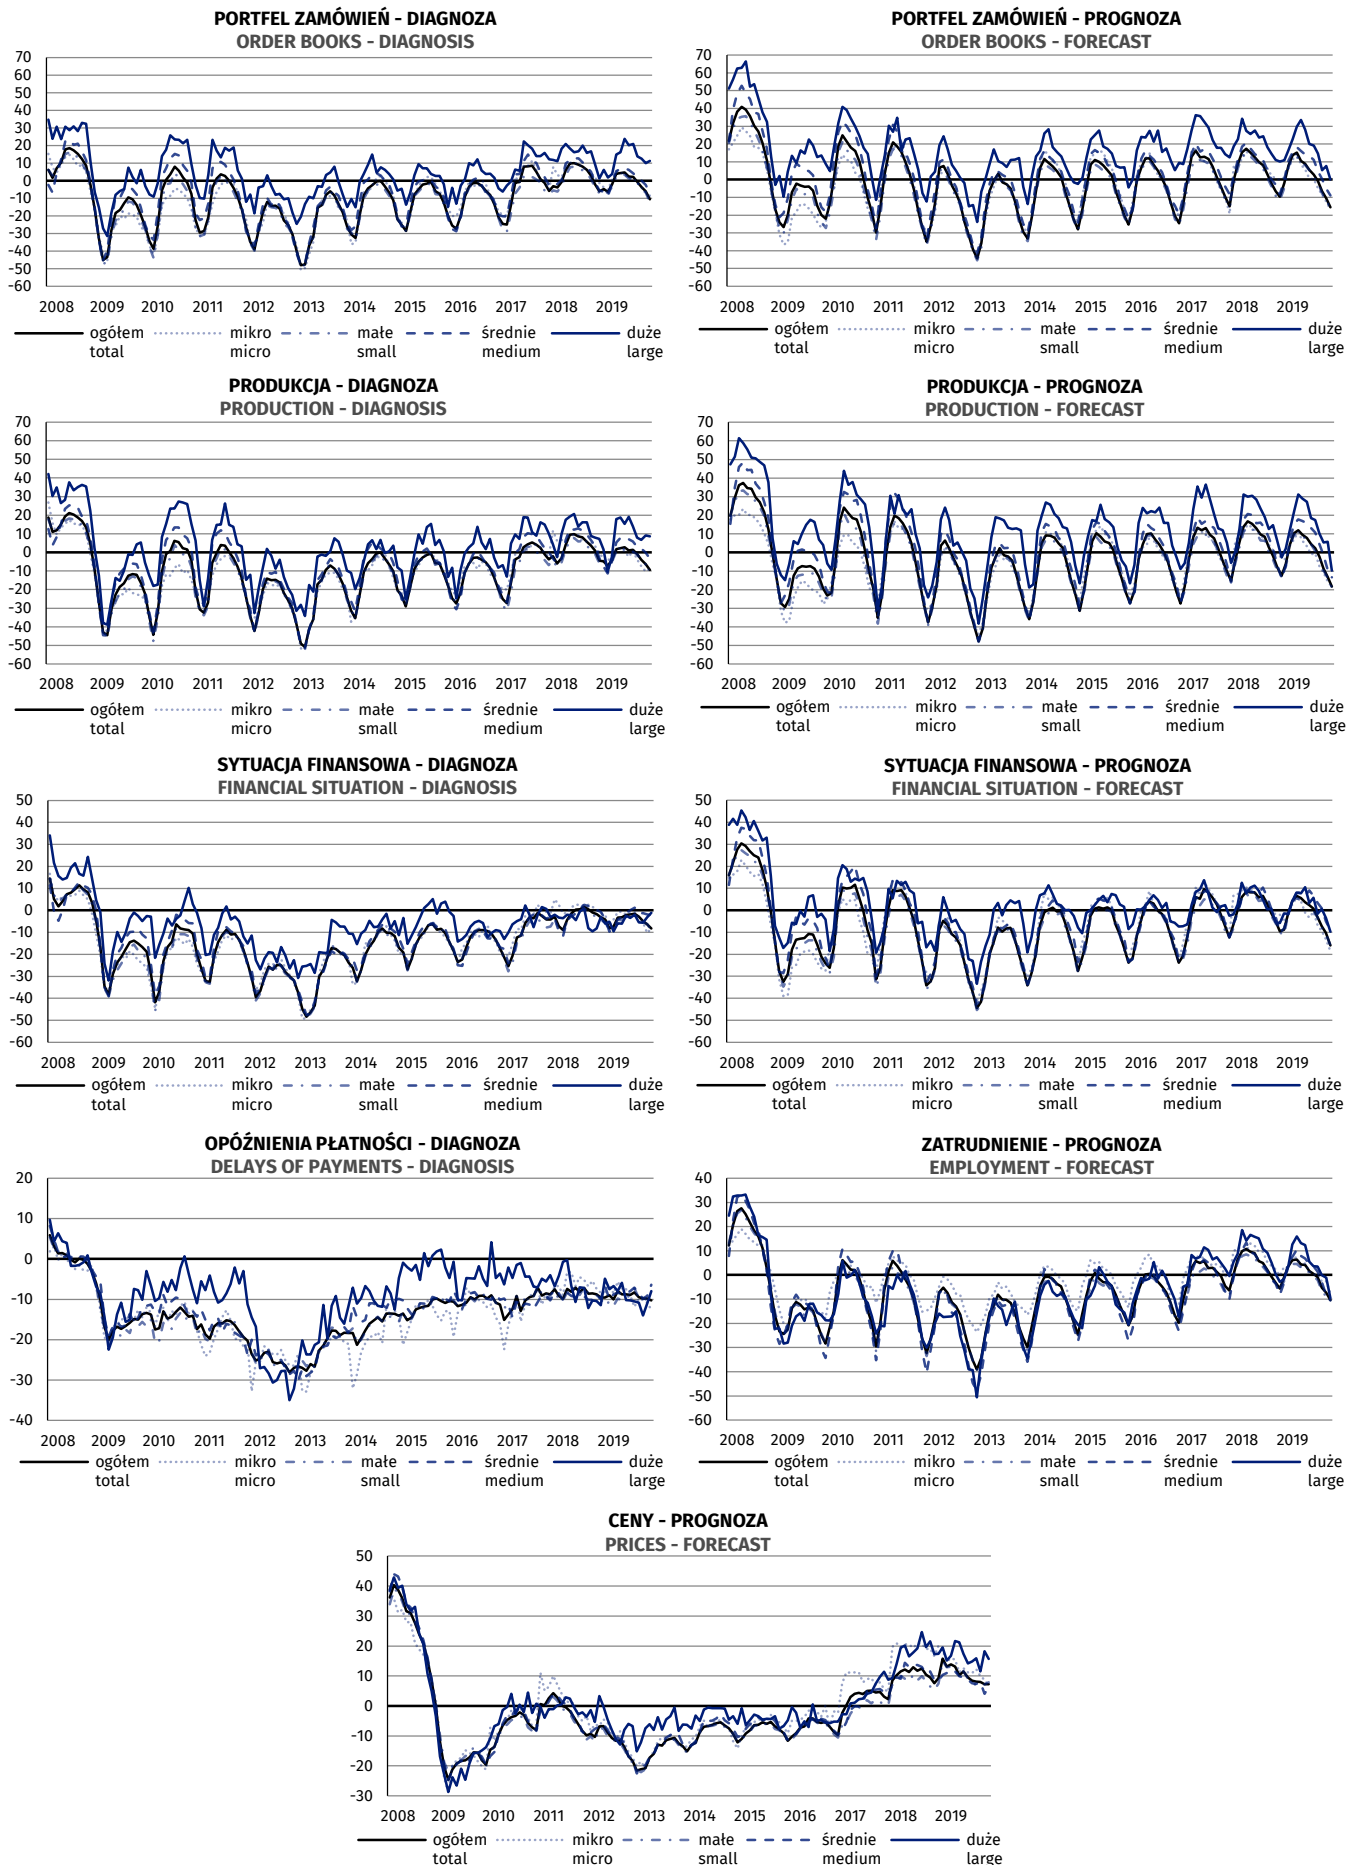 PORTFEL ZAMÓWIEŃ - DIAGNOZA
ORDER BOOKS - DIAGNOSIS
70
60
50
40
30
20
10
0
-10
-20
-30
-40
-50
-60
2008 2009 2010 2011 2012 2013 2014 2015 2016 2017 2018 2019
ogółem mikro małe średnie duże
total micro small medium large
PORTFEL ZAMÓWIEŃ - PROGNOZA
ORDER BOOKS - FORECAST
70
60
50
40
30
20
10
0
-10
-20
-30
-40
-50
-60
2008 2009 2010 2011 2012 2013 2014 2015 2016 2017 2018 2019
ogółem mikro małe średnie duże
total micro small medium large
PRODUKCJA - DIAGNOZA
PRODUCTION - DIAGNOSIS
70
60
50
40
30
20
10
0
-10
-20
-30
-40
-50
-60
2008 2009 2010 2011 2012 2013 2014 2015 2016 2017 2018 2019
ogółem mikro małe średnie duże
total micro small medium large
PRODUKCJA - PROGNOZA
PRODUCTION - FORECAST
70
60
50
40
30
20
10
0
-10
-20
-30
-40
-50
-60
2008 2009 2010 2011 2012 2013 2014 2015 2016 2017 2018 2019
ogółem mikro małe średnie duże
total micro small medium large
SYTUACJA FINANSOWA - DIAGNOZA
FINANCIAL SITUATION - DIAGNOSIS
50
40
30
20
10
0
-10
-20
-30
-40
-50
-60
2008 2009 2010 2011 2012 2013 2014 2015 2016 2017 2018 2019
ogółem mikro małe średnie duże
total micro small medium large
SYTUACJA FINANSOWA - PROGNOZA
FINANCIAL SITUATION - FORECAST
50
40
30
20
10
0
-10
-20
-30
-40
-50
-60
2008 2009 2010 2011 2012 2013 2014 2015 2016 2017 2018 2019
ogółem mikro małe średnie duże
total micro small medium large
OPÓŹNIENIA PŁATNOŚCI - DIAGNOZA
DELAYS OF PAYMENTS - DIAGNOSIS
20
10
0
-10
-20
-30
-40
2008 2009 2010 2011 2012 2013 2014 2015 2016 2017 2018 2019
ogółem mikro małe średnie duże
total micro small medium large
ZATRUDNIENIE - PROGNOZA
EMPLOYMENT - FORECAST
40
30
20
10
0
-10
-20
-30
-40
-50
-60
2008 2009 2010 2011 2012 2013 2014 2015 2016 2017 2018 2019
ogółem mikro małe średnie duże
total micro small medium large
CENY - PROGNOZA
PRICES - FORECAST
50
40
30
20
10
0
-10
-20
-30
2008 2009 2010 2011 2012 2013 2014 2015 2016 2017 2018 2019
ogółem mikro małe średnie duże
total micro small medium large